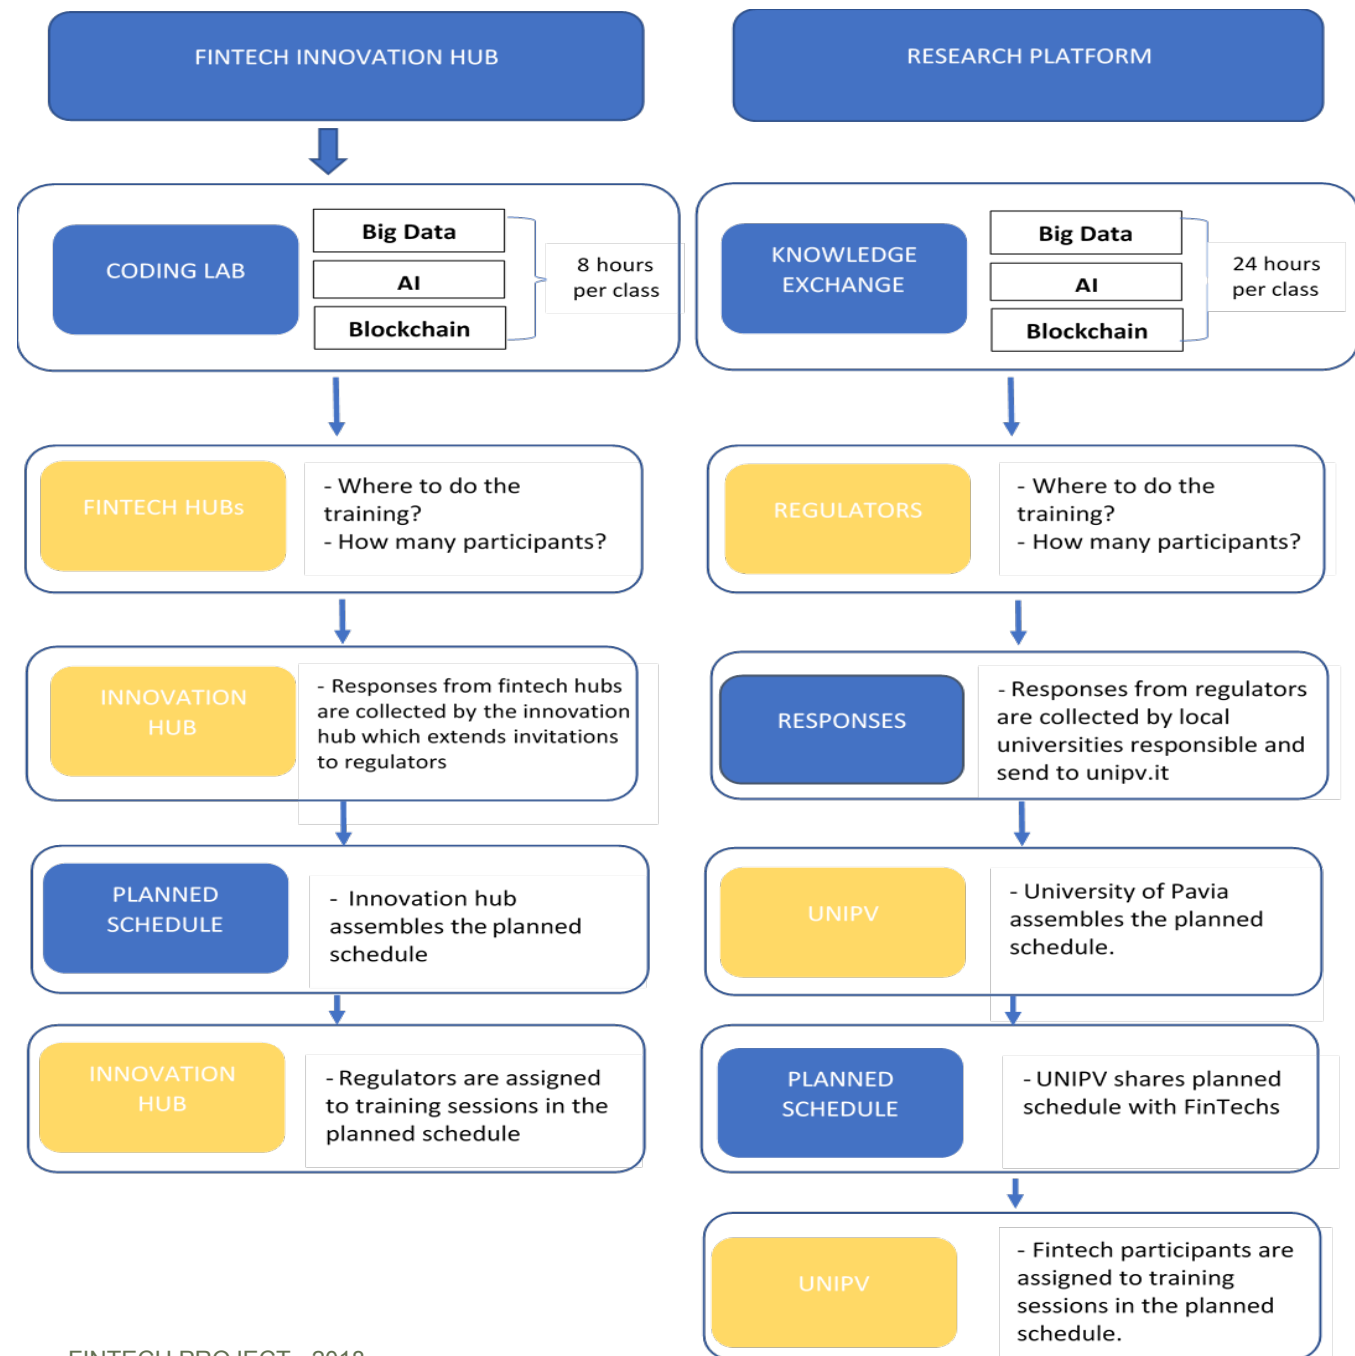 FINTECH INNOVATION HUB
CODING LAB
Big Data
AI
Blockchain
8 hours
per class
FINTECH HUBs
- Where to do the
training?
- How many participants?
INNOVATION
HUB
- Responses from fintech hubs
are collected by the innovation
hub which extends invitations
to regulators
PLANNED
SCHEDULE
- Innovation hub
assembles the planned
schedule
INNOVATION
HUB
- Regulators are assigned
to training sessions in the
planned schedule
RESEARCH PLATFORM
KNOWLEDGE
EXCHANGE
Big Data
AI
Blockchain
24 hours
per class
REGULATORS
- Where to do the
training?
- How many participants?
RESPONSES
- Responses from regulators
are collected by local
universities responsible and
send to unipv.it
UNIPV
- University of Pavia
assembles the planned
schedule.
PLANNED
SCHEDULE
- UNIPV shares planned
schedule with FinTechs
UNIPV
- Fintech participants are
assigned to training
sessions in the planned
schedule.
FINTECH PROJECT - 2018